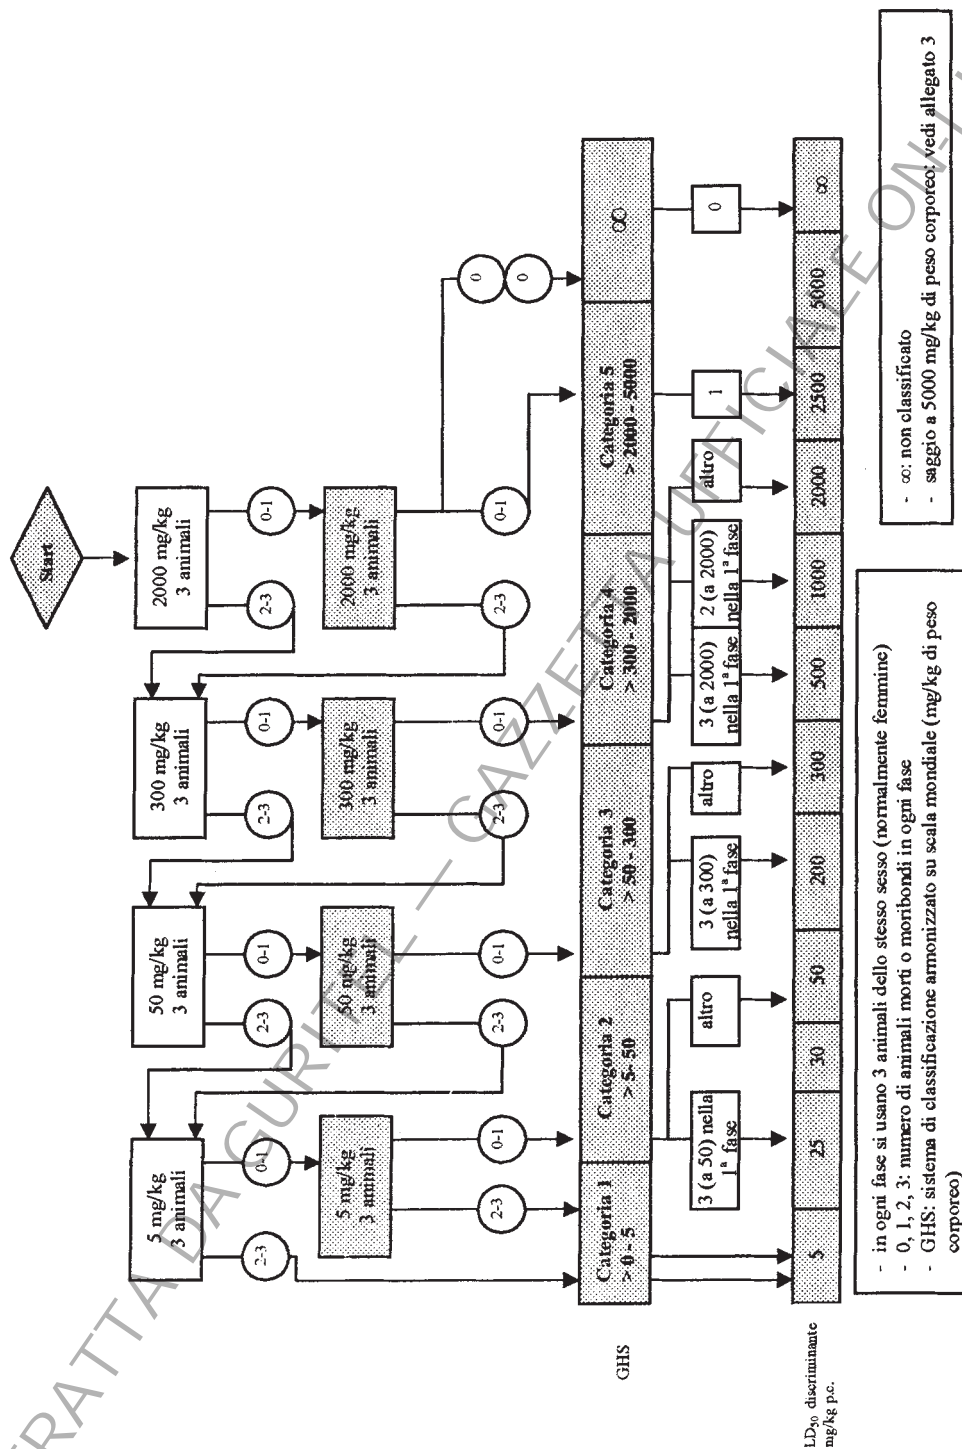 Start
5 mg/kg
3 animali
50 mg/kg
3 animali
300 mg/kg
3 animali
2000 mg/kg
3 animali
2-3
0-1
2-3
0-1
2-3
0-1
2-3
0-1
5 mg/kg
3 animali
50 mg/kg
3 animali
300 mg/kg
3 animali
2000 mg/kg
3 animali
2-3
0-1
2-3
0-1
2-3
0-1
2-3
0-1
0
0
GHS
Categoria 1
> 0 - 5
Categoria 2
> 5- 50
Categoria 3
> 50 - 300
Categoria 4
> 300 - 2000
Categoria 5
> 2000 - 5000
∞
3 (a 50) nella
1ª fase
altro
3 (a 300)
nella 1ª fase
altro
3 (a 2000)
nella 1ª fase
2 (a 2000)
nella 1ª fase
altro
1
0
LD50 discriminante
mg/kg p.c.
5
25
30
50
200
300
500
1000
2000
2500
5000
∞
- in ogni fase si usano 3 animali dello stesso sesso (normalmente femmine)
- 0, 1, 2, 3: numero di animali morti o moribondi in ogni fase
- GHS: sistema di classificazione armonizzato su scala mondiale (mg/kg di peso
corporeo)
- ∞: non classificato
- saggio a 5000 mg/kg di peso corporeo: vedi allegato 3
TRATTA DA GURITEL — GAZZETTA UFFICIALE ON-L